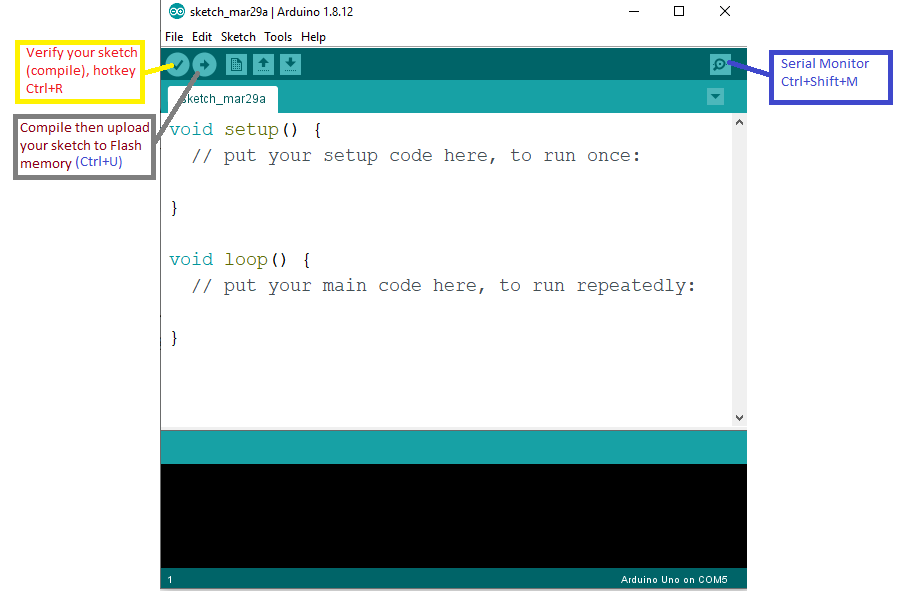 sketch_mar29a | Arduino 1.8.12
File Edit Sketch Tools Help
Verify your sketch
(compile), hotkey
Ctrl+R
Serial Monitor
Ctrl+Shift+M
sketch_mar29a
Compile then upload
your sketch to Flash
memory (Ctrl+U)
void setup() {
// put your setup code here, to run once:
}
void loop() {
// put your main code here, to run repeatedly:
}
1
Arduino Uno on COM5